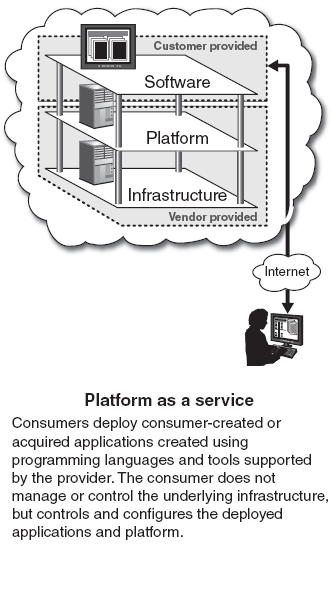 Customer provided
Software
Platform
Infrastructure
Vendor provided
Internet
Platform as a service
Consumers deploy consumer-created or
acquired applications created using
programming languages and tools supported
by the provider. The consumer does not
manage or control the underlying infrastructure,
but controls and configures the deployed
applications and platform.